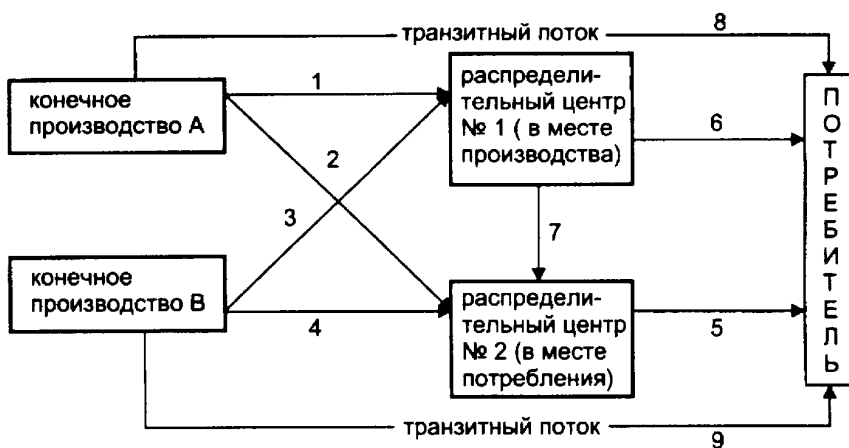 транзитный поток
8
конечное
производство А
1
распредели-
тельный центр
№ 1 ( в месте
производства)
6
2
3
7
конечное
производство В
4
распредели-
тельный центр
№ 2 (в месте
потребления)
5
ПОТРЕБИТЕЛЬ
транзитный поток
9